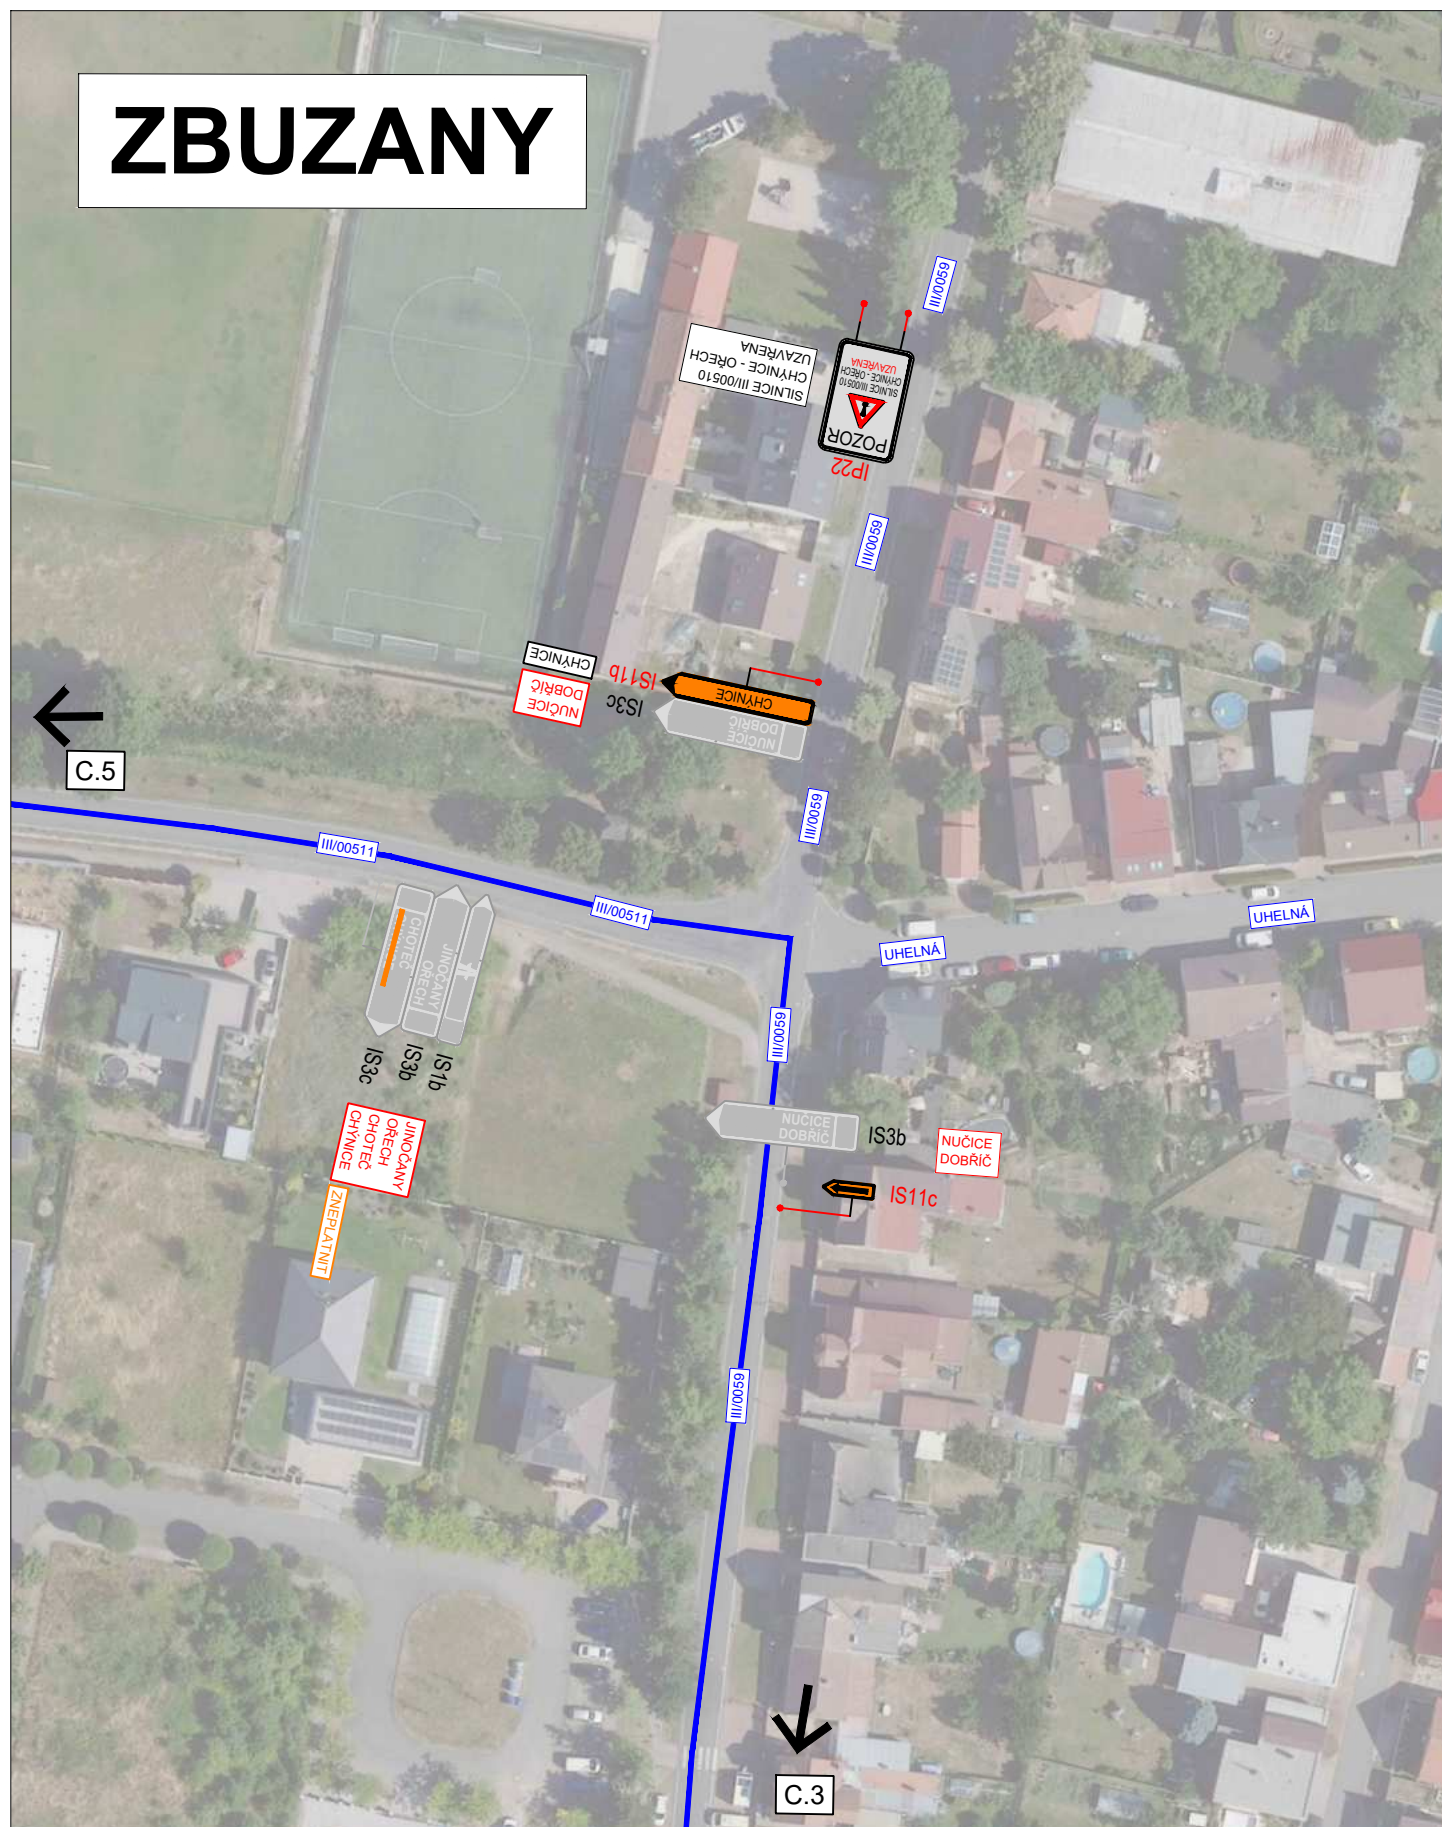 ZBUZANY
III/0059
SILNICE III/00510
CHÝNICE - OŘECH
UZAVŘENA
POZOR
SILNICE III/00510
CHÝNICE - OŘECH
UZAVŘENA
IP22
III/0059
CHÝNICE
NUČICE
DOBŘÍČ
IS11b
IS3c
CHÝNICE
NUČICE
DOBŘÍČ
C.5
III/0059
III/00511
III/00511
UHELNÁ
UHELNÁ
CHOTEČ
JINOČANY
OŘECH
IS3c
IS3b
IS1b
III/0059
NUČICE
DOBŘÍČ
IS3b
NUČICE
DOBŘÍČ
IS11c
JINOČANY
OŘECH
CHOTEČ
CHÝNICE
ZNEPLATNIT
III/0059
C.3